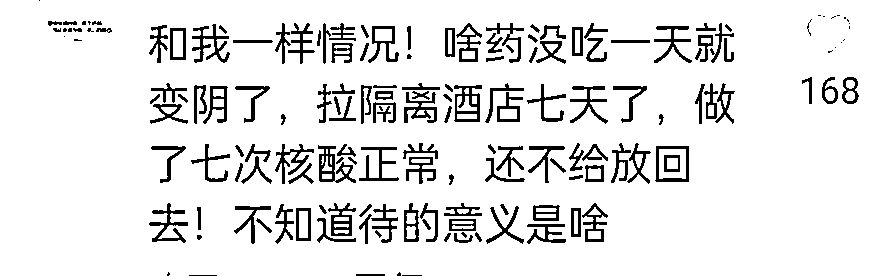 和我一样情况！啥药没吃一天就
变阴了，拉隔离酒店七天了，做
了七次核酸正常，还不给放回
去！不知道待的意义是啥
168